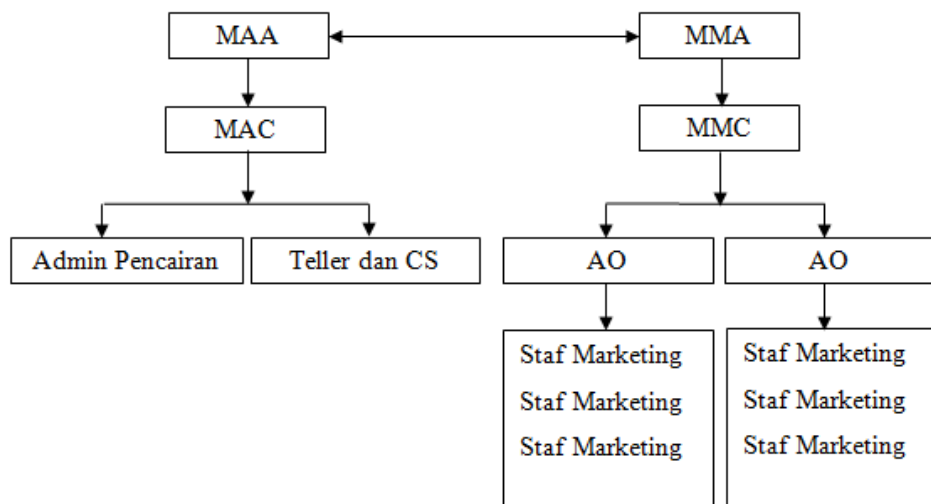 MAA
MMA
MAC
MMC
Admin Pencairan
Teller dan CS
AO
AO
Staf Marketing
Staf Marketing
Staf Marketing
Staf Marketing
Staf Marketing
Staf Marketing